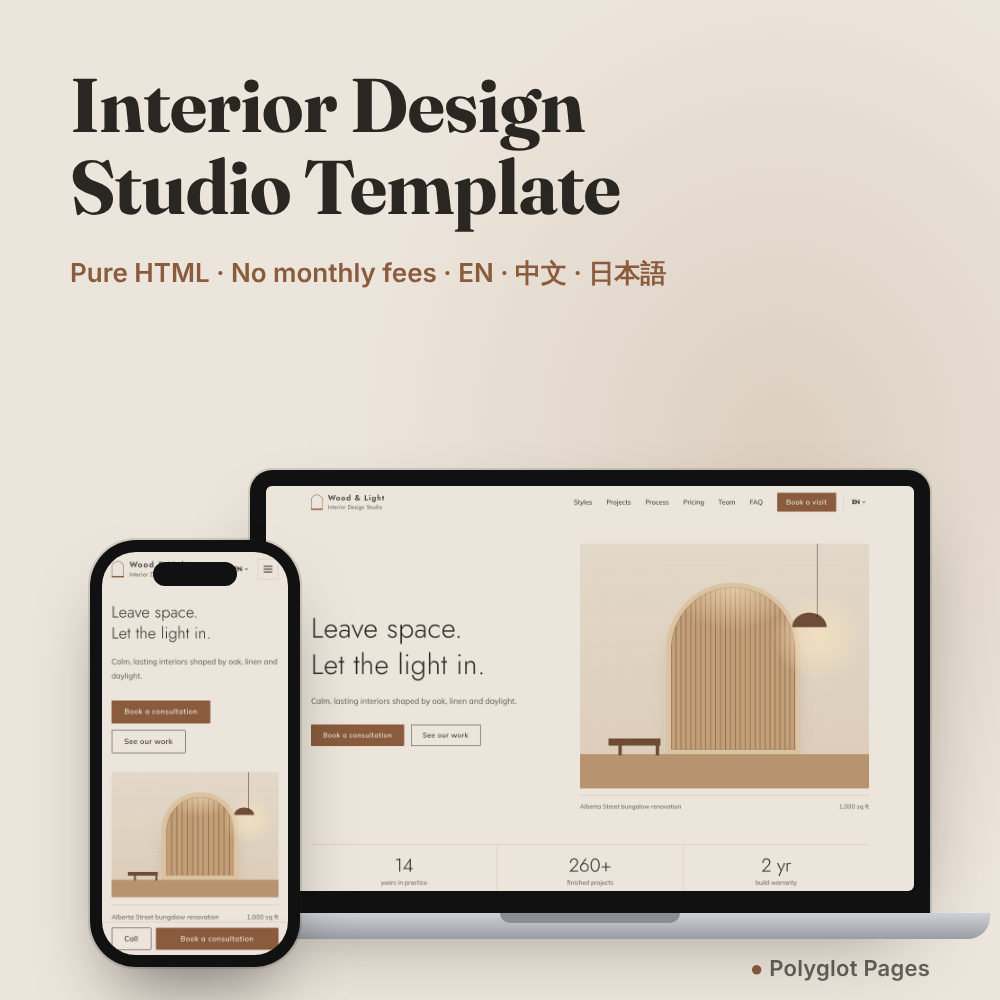 Interior Design
Studio Template
Pure HTML · No monthly fees · EN · 中文 · 日本語
Wood & Light
Interior Design Studio
Styles Projects Process Pricing Team FAQ Book a visit EN
Leave space.
Let the light in.
Calm, lasting interiors shaped by oak, linen and daylight.
Book a consultation See our work
Alberta Street bungalow renovation 1,000 sq ft
14 260+ 2 yr
years in practice finished projects build warranty
Wood
Leave space.
Let the light in.
Calm, lasting interiors shaped by oak, linen and
daylight.
Book a consultation
See our work
Alberta Street bungalow renovation 1,000 sq ft
Call Book a consultation
Polyglot Pages